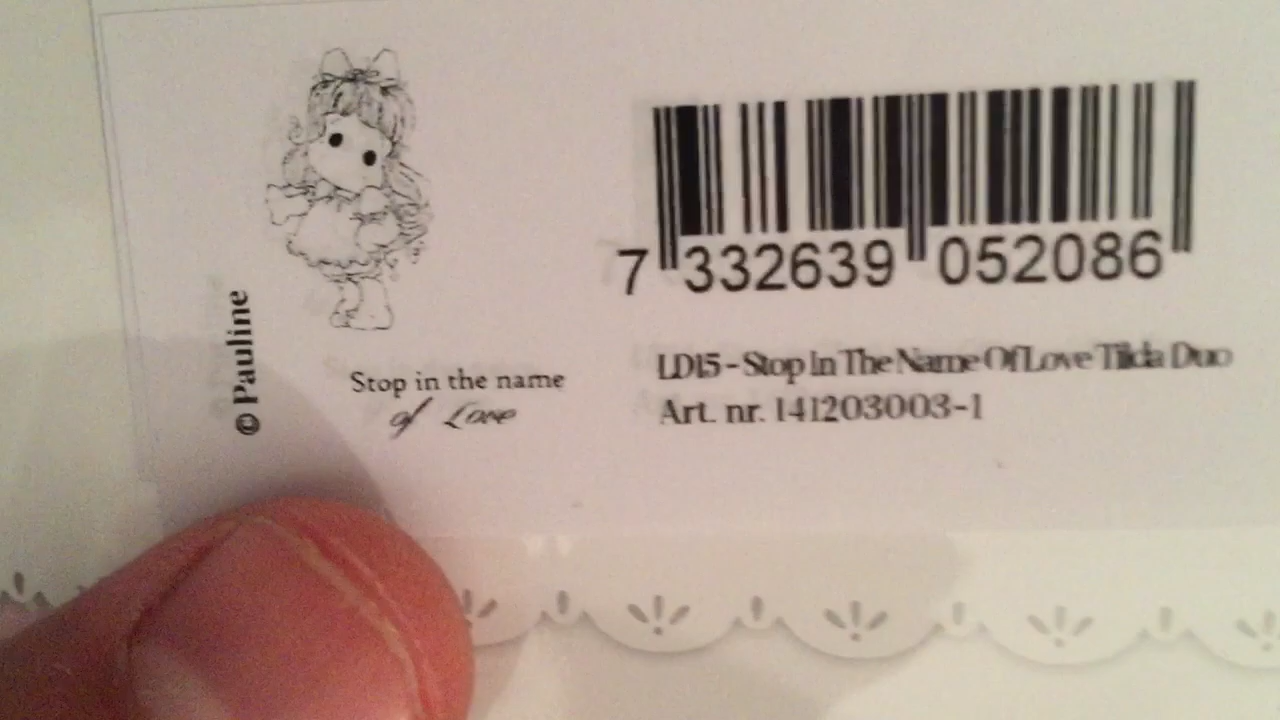 © Pauline
Stop in the name
of Love
7 332639 052086
LD15 - Stop In The Name Of Love Tilda Duo
Art. nr. 141203003-1